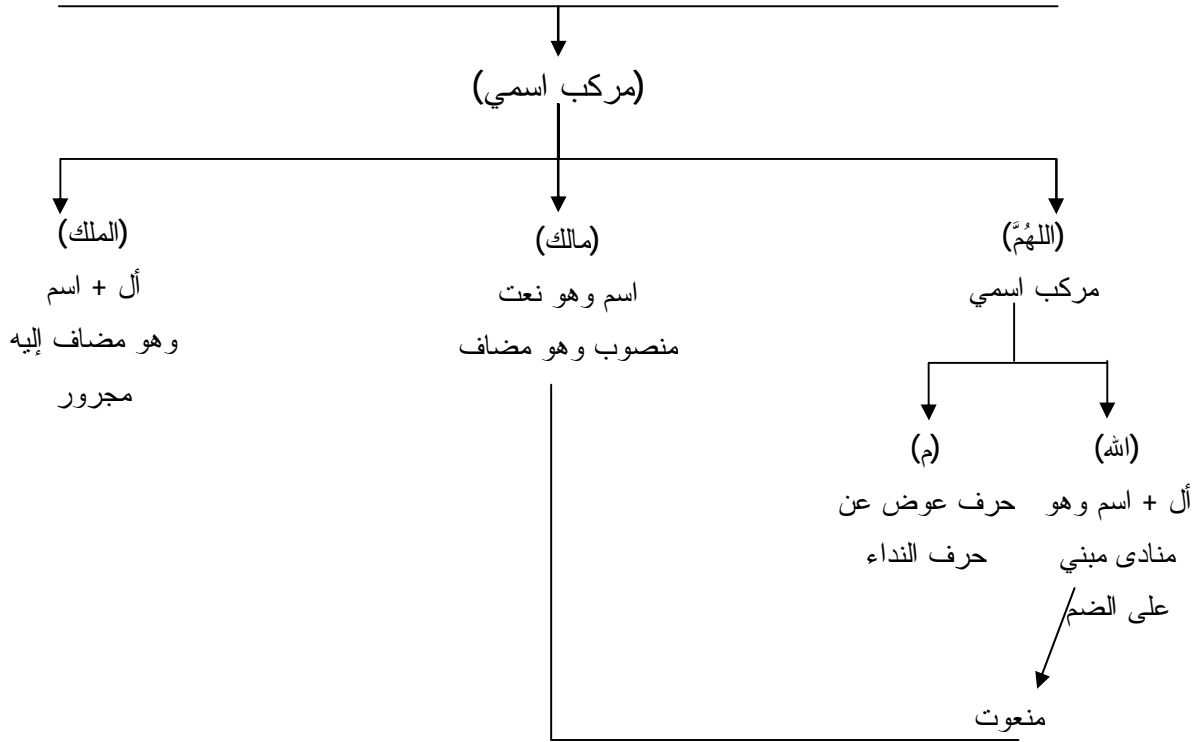 (مركب اسمي)
(اللهُمَّ)
مركب اسمي
(الله)
أل + اسم وهو
منادى مبني
على الضم
منعوت
(م)
حرف عوض عن
حرف النداء
(مالك)
اسم وهو نعت
منصوب وهو مضاف
(الملك)
أل + اسم
وهو مضاف إليه
مجرور